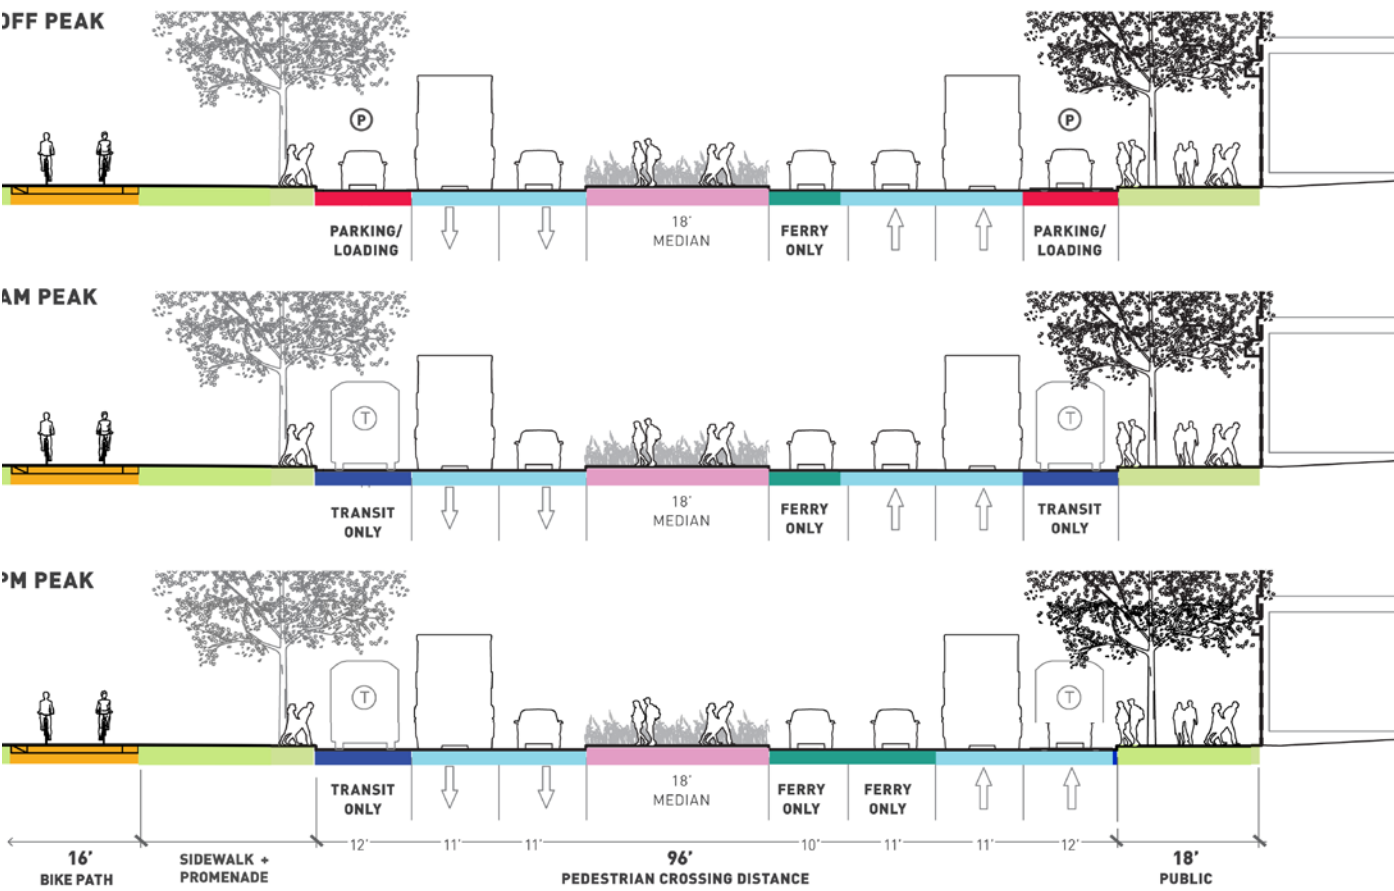 OFF PEAK
P
P
PARKING/
LOADING
18'
MEDIAN
FERRY
ONLY
PARKING/
LOADING
AM PEAK
T
T
TRANSIT
ONLY
18'
MEDIAN
FERRY
ONLY
TRANSIT
ONLY
PM PEAK
T
T
TRANSIT
ONLY
18'
MEDIAN
FERRY
ONLY
FERRY
ONLY
12' 11' 11' 10' 11' 11' 12'
16'
BIKE PATH
SIDEWALK +
PROMENADE
96'
PEDESTRIAN CROSSING DISTANCE
18'
PUBLIC